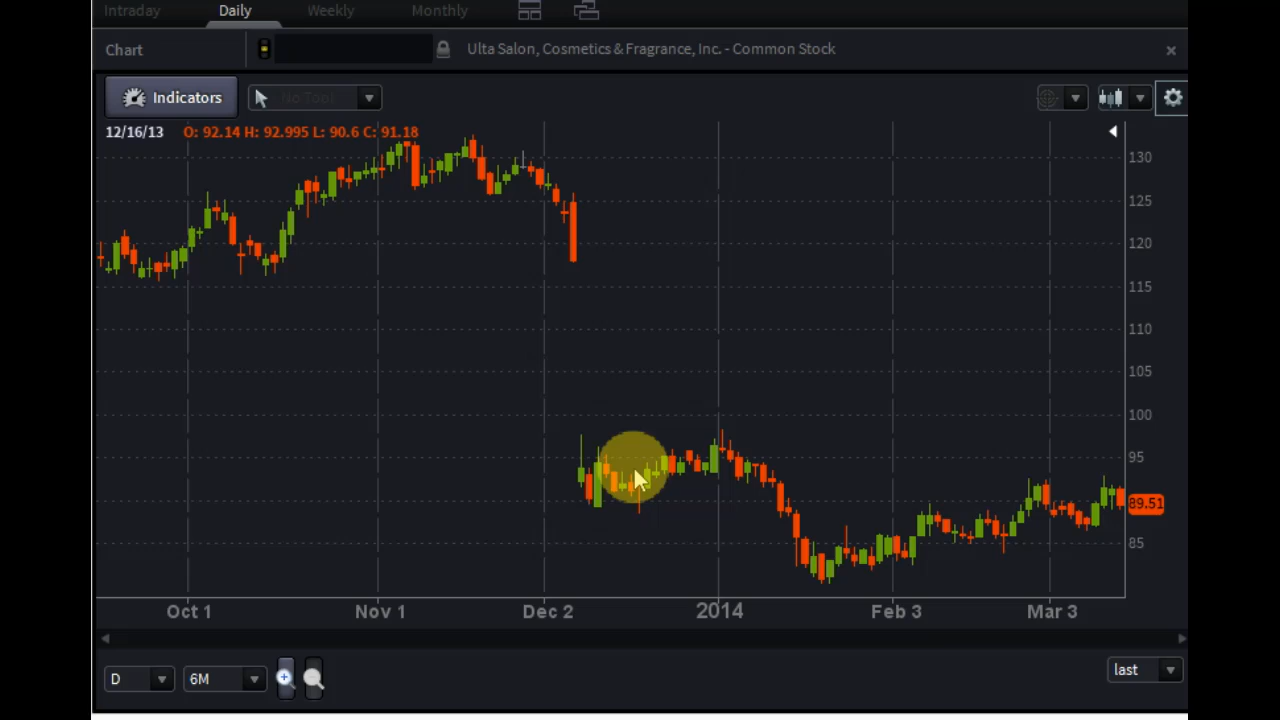 Intraday Daily Weekly Monthly
Chart Ulta Salon, Cosmetics & Fragrance, Inc. - Common Stock ×
Indicators No Tool
12/16/13 O: 92.14 H: 92.995 L: 90.6 C: 91.18
130
125
120
115
110
105
100
95
89.51
85
Oct 1 Nov 1 Dec 2 2014 Feb 3 Mar 3
D 6M last